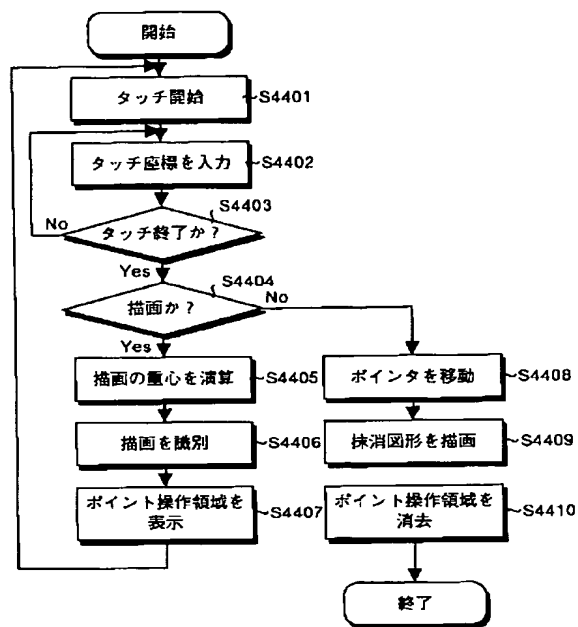 開始
タッチ開始
S4401
タッチ座標を入力
S4402
S4403
タッチ終了か？
No
Yes
S4404
描画か？
No
Yes
描画の重心を演算
S4405
ポインタを移動
S4408
描画を識別
S4406
抹消図形を描画
S4409
ポイント操作領域を
表示
S4407
ポイント操作領域を
消去
S4410
終了